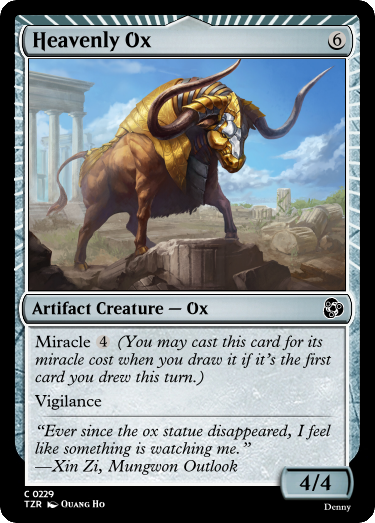 Heavenly Ox 6
Artifact Creature — Ox
Miracle 4 (You may cast this card for its
miracle cost when you draw it if it's the first
card you drew this turn.)
Vigilance
“Ever since the ox statue disappeared, I feel
like something is watching me.”
—Xin Zi, Mungwon Outlook
4/4
C 0229
TZR Quang Ho
Denny